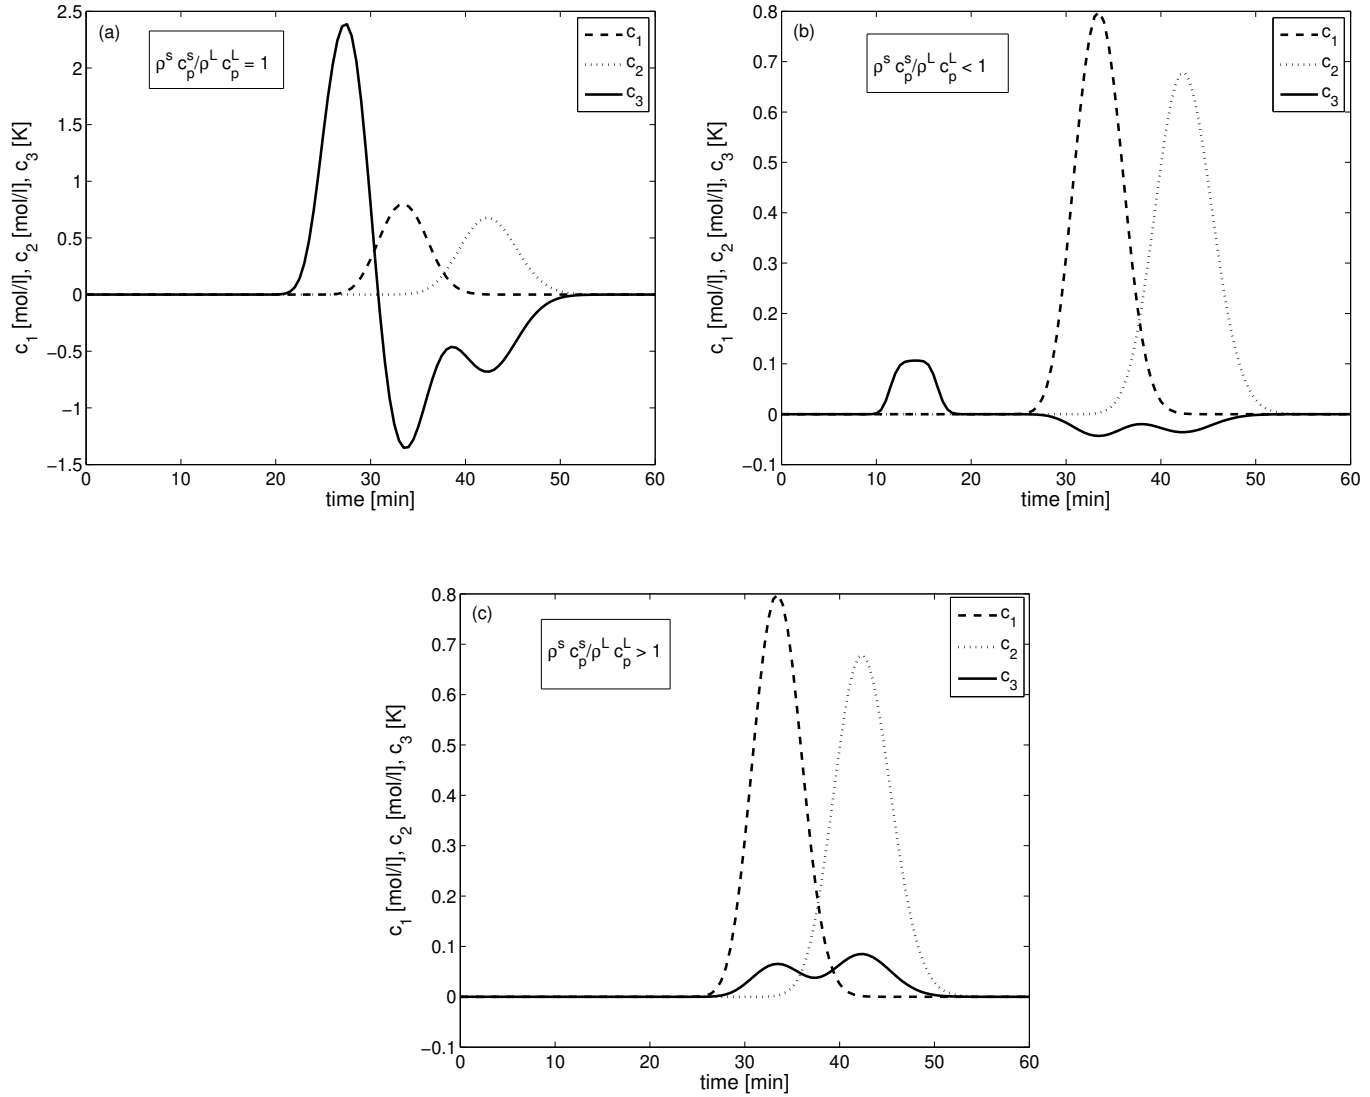 (a)
ρˢ cₚˢ/ρᴸ cₚᴸ = 1
c₁
c₂
c₃
2.5
2
1.5
1
0.5
0
−0.5
−1
−1.5
0 10 20 30 40 50 60
time [min]
c₁ [mol/l], c₂ [mol/l], c₃ [K]
(b)
ρˢ cₚˢ/ρᴸ cₚᴸ < 1
c₁
c₂
c₃
0.8
0.7
0.6
0.5
0.4
0.3
0.2
0.1
0
−0.1
0 10 20 30 40 50 60
time [min]
c₁ [mol/l], c₂ [mol/l], c₃ [K]
(c)
ρˢ cₚˢ/ρᴸ cₚᴸ > 1
c₁
c₂
c₃
0.8
0.7
0.6
0.5
0.4
0.3
0.2
0.1
0
−0.1
0 10 20 30 40 50 60
time [min]
c₁ [mol/l], c₂ [mol/l], c₃ [K]